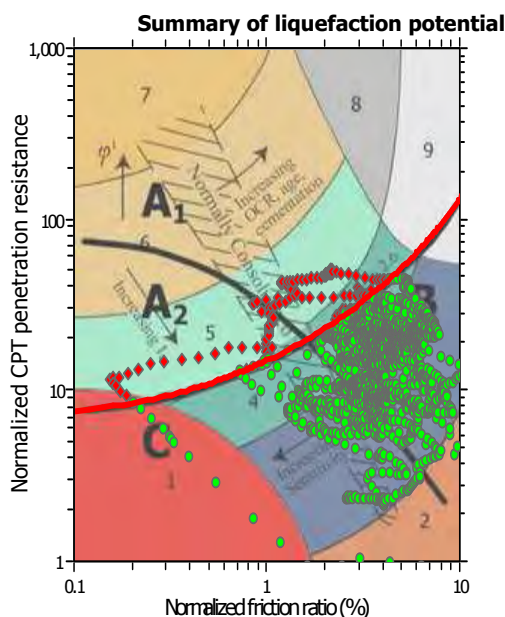 Summary of liquefaction potential
1,000
7
8
9
φ'
Increasing
OCR, age,
cementation
Normally Consol
100
A1
6
A2
Increasing
5
B
10
4
C
Increasing
sensitivity
1
2
1
0.1
1
10
Normalized CPT penetration resistance
Normalized friction ratio (%)